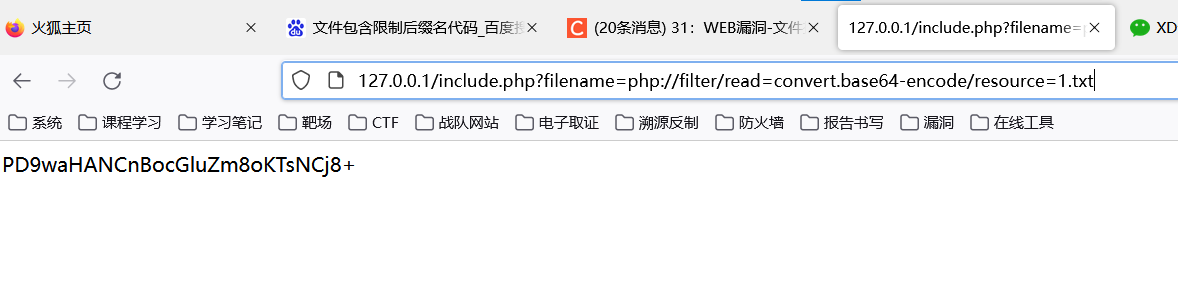 火狐主页
文件包含限制后缀名代码_百度搜
(20条消息) 31：WEB漏洞-文件
127.0.0.1/include.php?filename=
XD
127.0.0.1/include.php?filename=php://filter/read=convert.base64-encode/resource=1.txt
系统 课程学习 学习笔记 靶场 CTF 战队网站 电子取证 溯源反制 防火墙 报告书写 漏洞 在线工具
PD9waHANCnBocGluZm8oKTsNCj8+